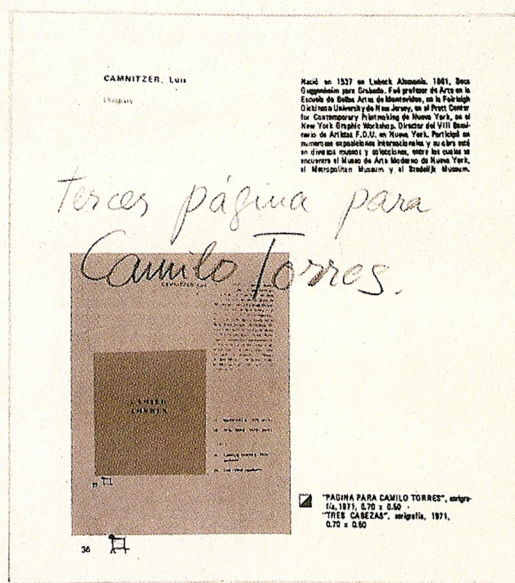 CAMNITZER, Luis
Uruguay
Nació en 1937 en Lubeck Alemania. 1961, Beca
Guggenheim para Grabado. Fué profesor de Arte en la
Escuela de Bellas Artes de Montevideo, en la Fairleigh
Dickinson University de New Jersey, en el Pratt Center
for Contemporary Printmaking de Nueva York, en el
New York Graphic Workshop. Director del VIII Semi-
nario de Artistas F.D.U. en Nueva York. Participó en
numerosas exposiciones internacionales y su obra está
en diversos museos y colecciones, entre los cuales se
encuentra el Museo de Arte Moderno de Nueva York,
el Metropolitan Museum y el Stedelijk Museum.
Tercer página para
Camilo Torres.
CAMNITZER, Luis
CAMILO
TORRES
"PAGINA PARA CAMILO TORRES", serigra-
fía, 1971, 0.70 x 0.50 -
"TRES CABEZAS", serigrafía, 1971,
0.70 x 0.50
36